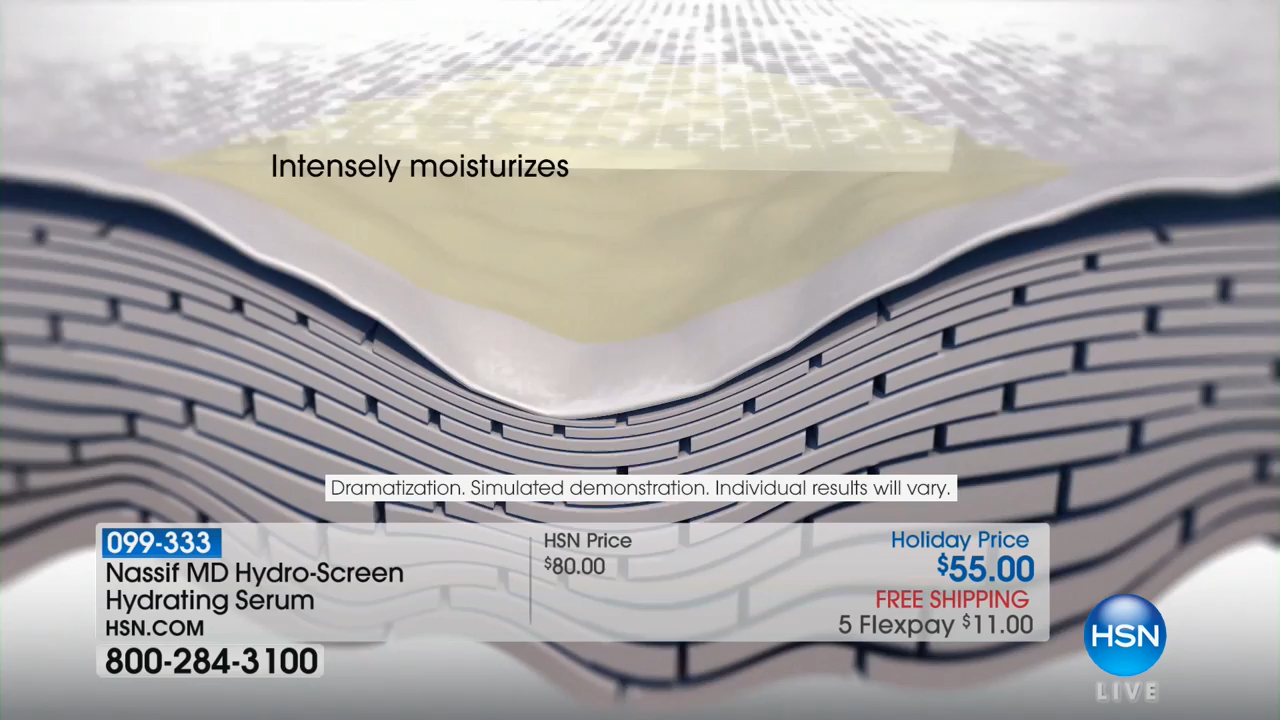 Intensely moisturizes
Dramatization. Simulated demonstration. Individual results will vary.
099-333
Nassif MD Hydro-Screen
Hydrating Serum
HSN.COM
800-284-3100
HSN Price
$80.00
Holiday Price
$55.00
FREE SHIPPING
5 Flexpay $11.00
HSN
LIVE